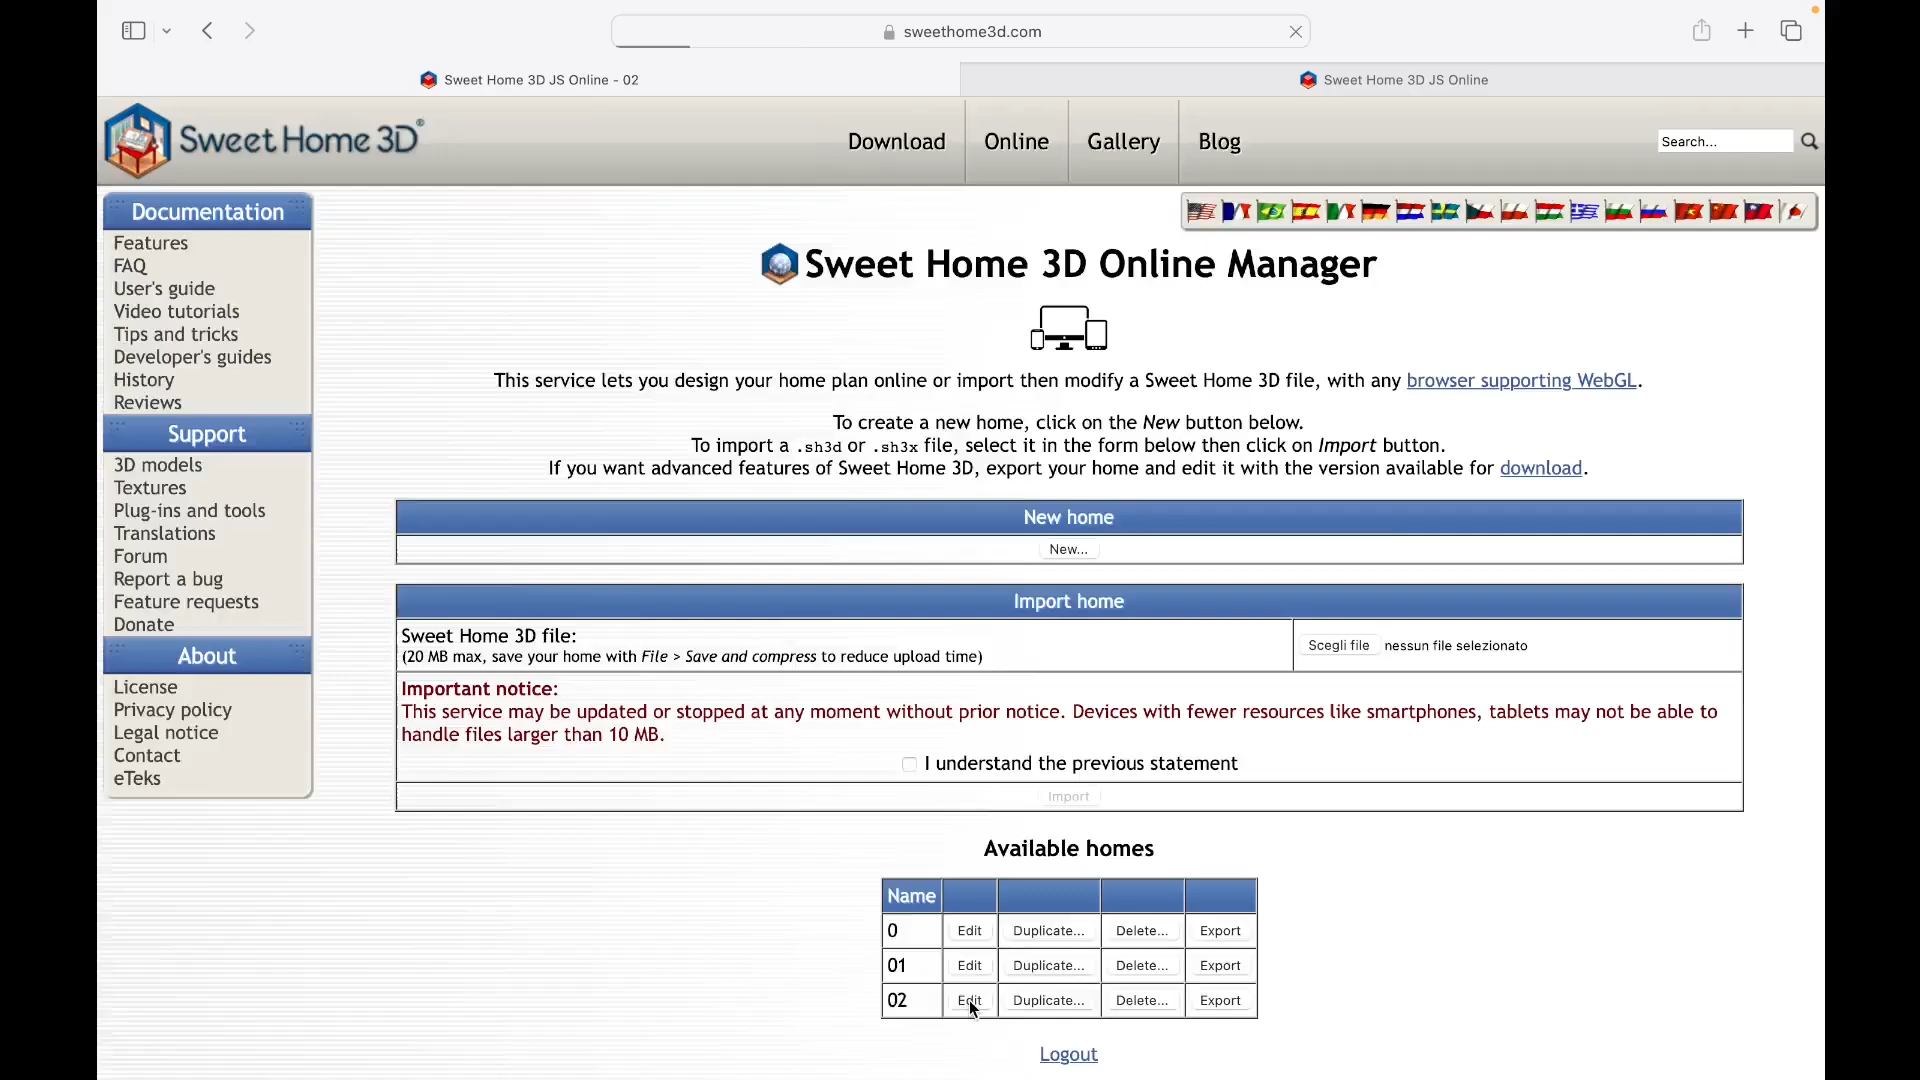 sweethome3d.com
Sweet Home 3D JS Online - 02
Sweet Home 3D JS Online
Sweet Home 3D®
Download
Online
Gallery
Blog
Search...
Documentation
Features
FAQ
User's guide
Video tutorials
Tips and tricks
Developer's guides
History
Reviews
Support
3D models
Textures
Plug-ins and tools
Translations
Forum
Report a bug
Feature requests
Donate
About
License
Privacy policy
Legal notice
Contact
eTeks
Sweet Home 3D Online Manager
This service lets you design your home plan online or import then modify a Sweet Home 3D file, with any browser supporting WebGL.
To create a new home, click on the New button below.
To import a .sh3d or .sh3x file, select it in the form below then click on Import button.
If you want advanced features of Sweet Home 3D, export your home and edit it with the version available for download.
New home
New...
Import home
Sweet Home 3D file:
(20 MB max, save your home with File > Save and compress to reduce upload time)
Scegli file nessun file selezionato
Important notice:
This service may be updated or stopped at any moment without prior notice. Devices with fewer resources like smartphones, tablets may not be able to
handle files larger than 10 MB.
I understand the previous statement
Import
Available homes
Name
0 Edit Duplicate... Delete... Export
01 Edit Duplicate... Delete... Export
02 Edit Duplicate... Delete... Export
Logout